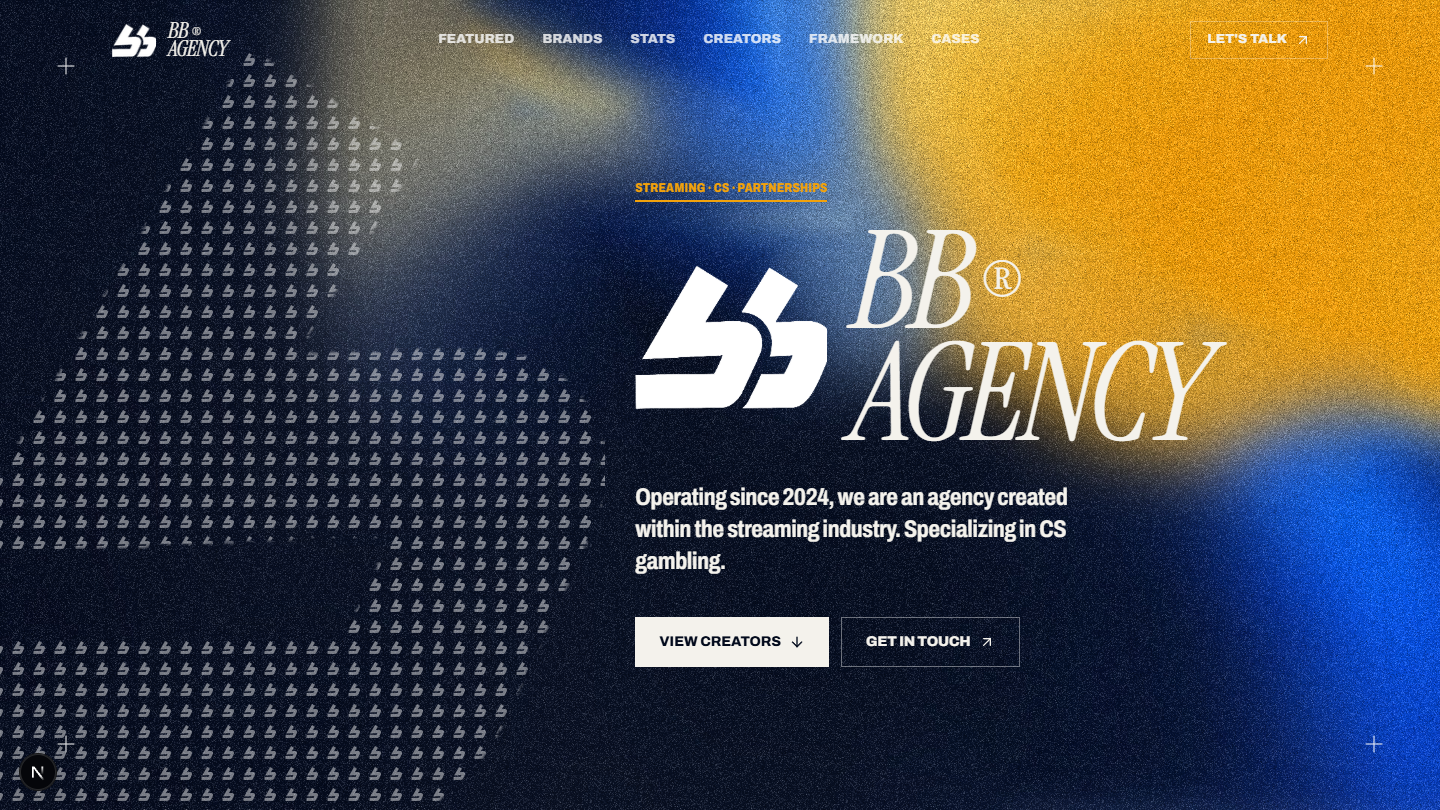 BB ®
AGENCY
FEATURED
BRANDS
STATS
CREATORS
FRAMEWORK
CASES
LET'S TALK
STREAMING · CS · PARTNERSHIPS
BB ®
AGENCY
Operating since 2024, we are an agency created
within the streaming industry. Specializing in CS
gambling.
VIEW CREATORS
GET IN TOUCH
N